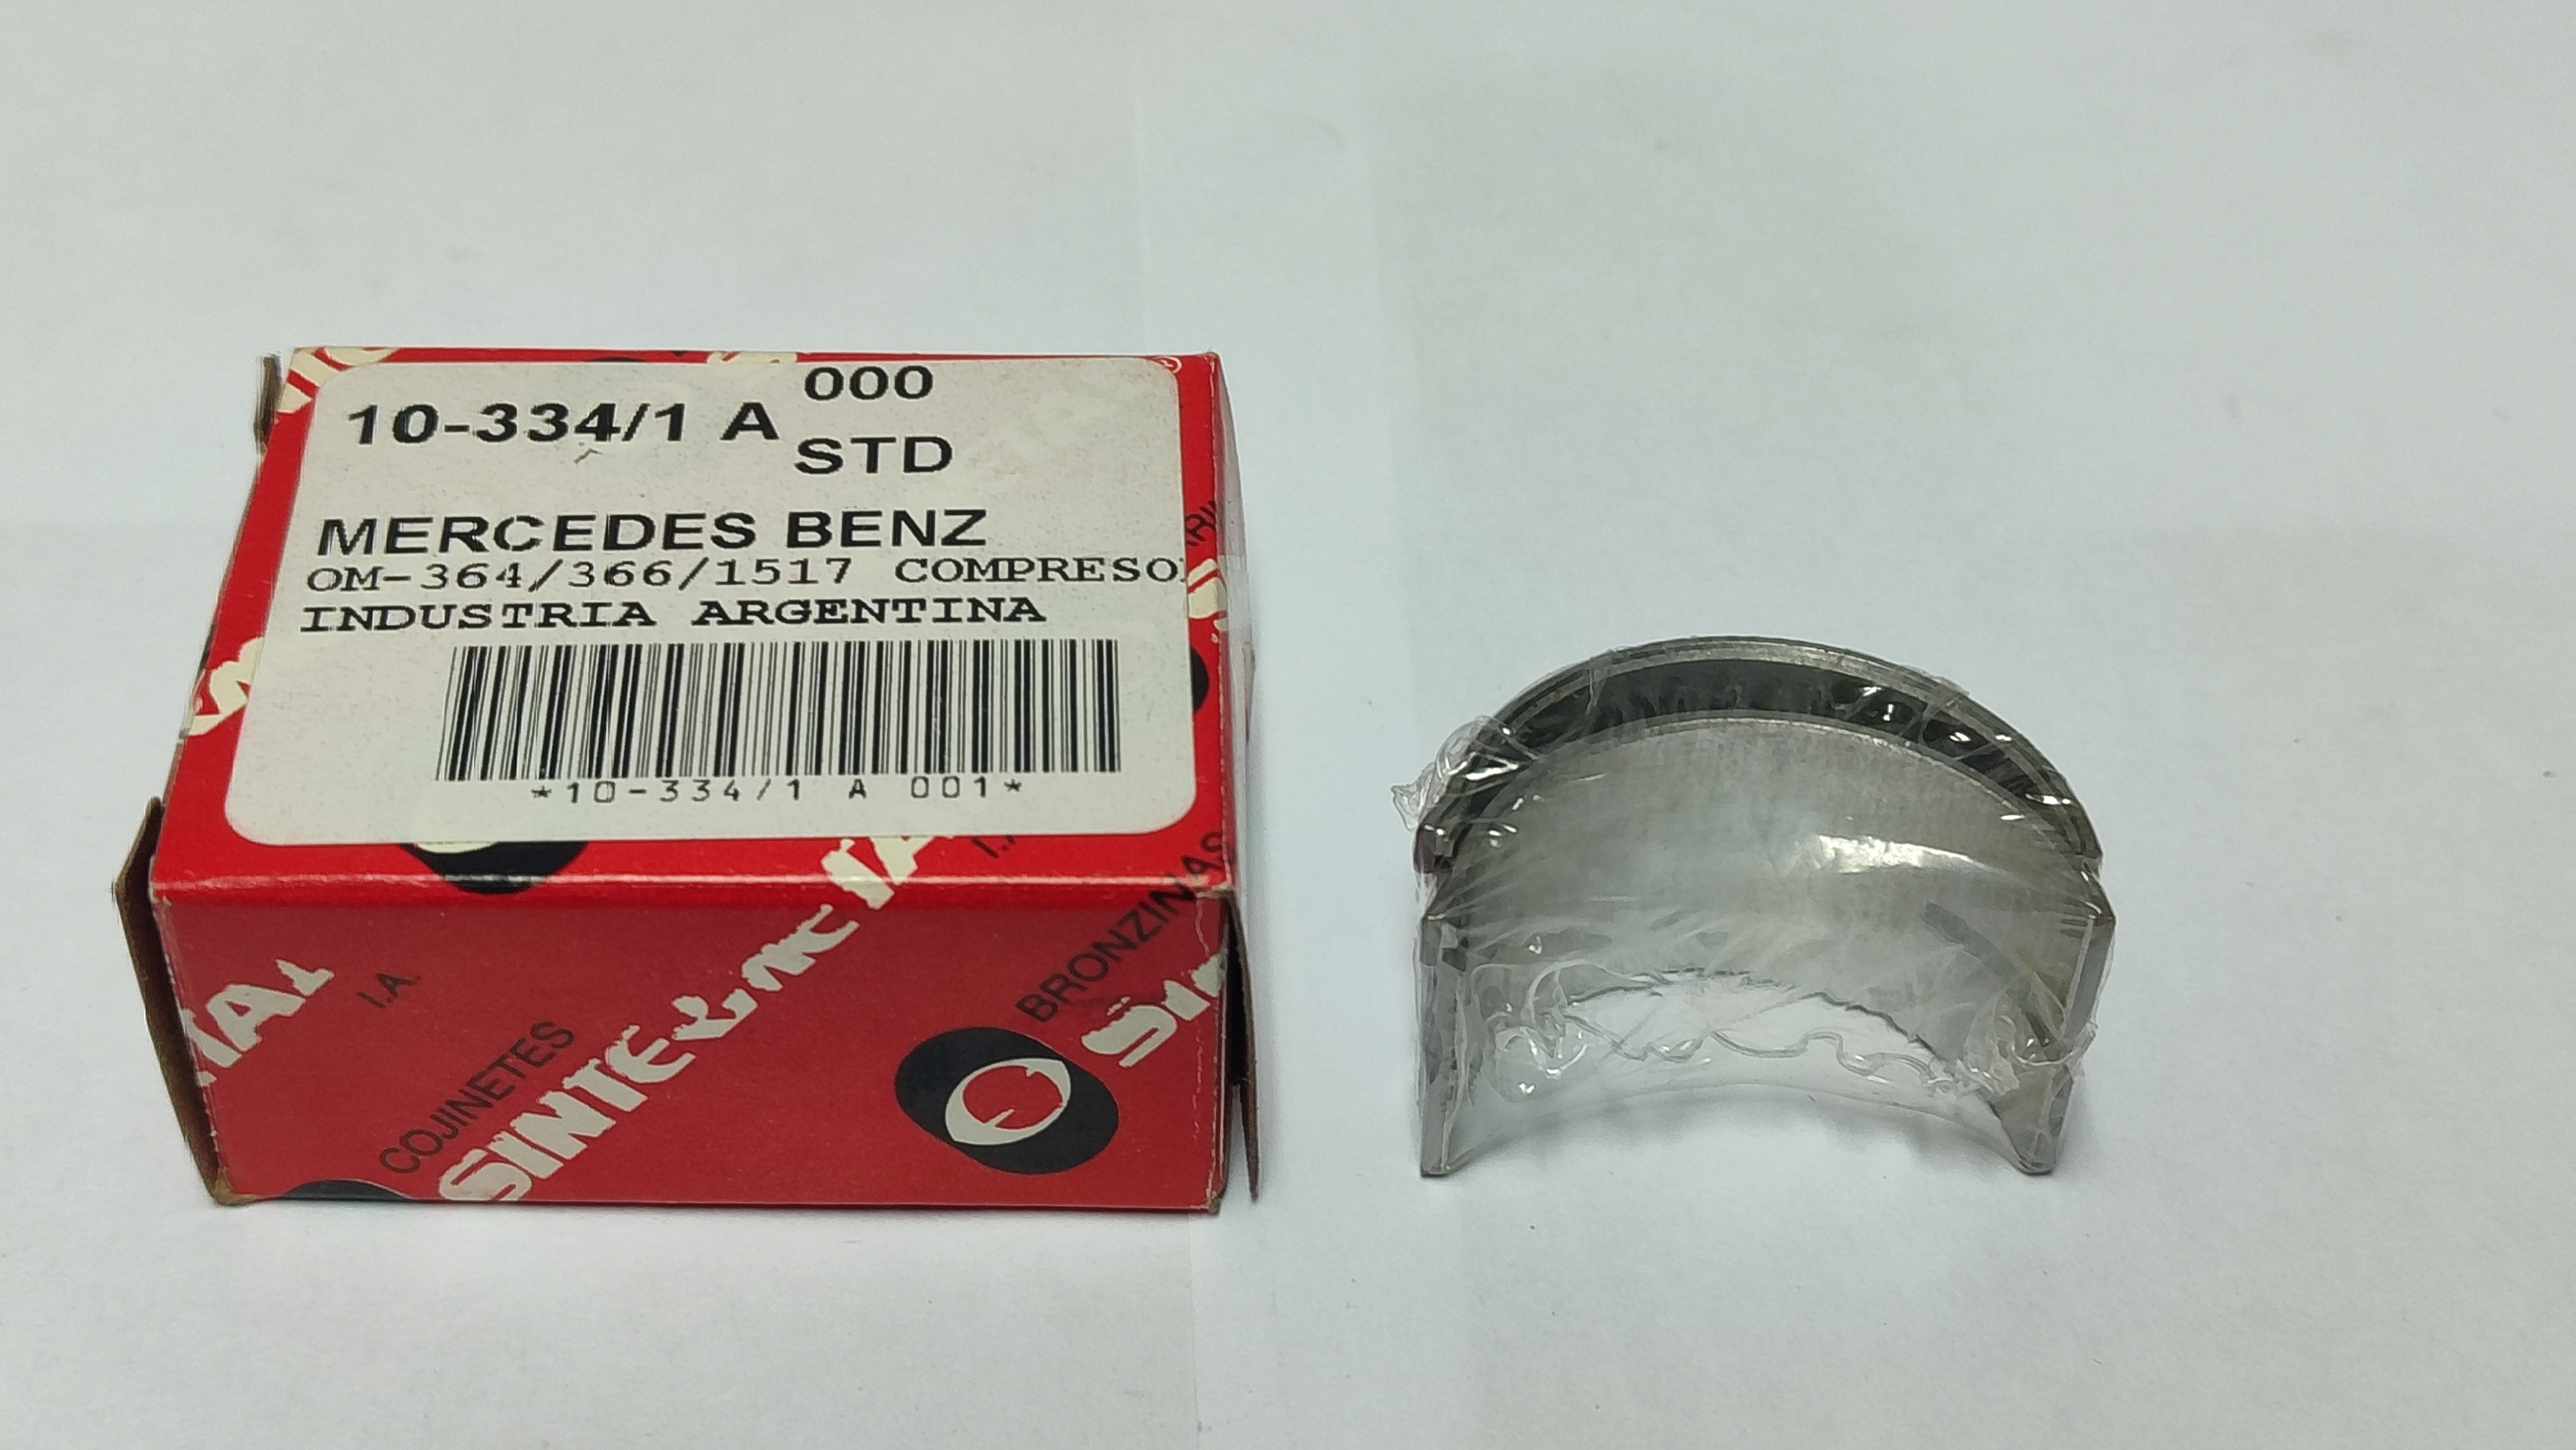 10-334/1 A 000
STD
MERCEDES BENZ
OM-364/366/1517 COMPRESO
INDUSTRIA ARGENTINA
*10-334/1 A 001*
I.A.
COJINETES
BRONZINAS